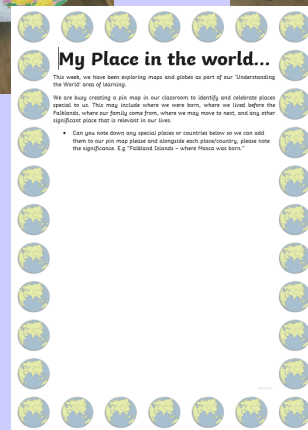 My Place in the world...
This week, we have been exploring maps and globes as part of our 'Understanding
the World' area of learning.
We are busy creating a pin map in our classroom to identify and celebrate places
special to us. This may include where we were born, where we lived before the
Falklands, where our family come from, where we may move to next, and any other
significant place that is relevant in our lives.
• Can you note down any special places or countries below so we can add
them to our pin map please and alongside each place/country, please note
the significance. E.g "Falkland Islands – where Mosca was born."